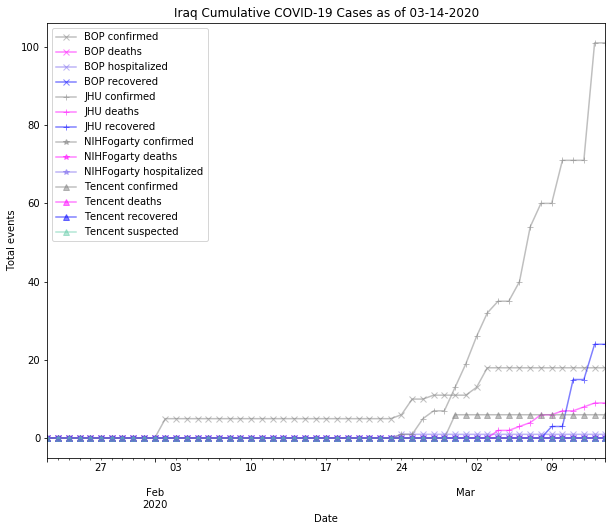 Iraq Cumulative COVID-19 Cases as of 03-14-2020
BOP confirmed
BOP deaths
BOP hospitalized
BOP recovered
JHU confirmed
JHU deaths
JHU recovered
NIHFogarty confirmed
NIHFogarty deaths
NIHFogarty hospitalized
Tencent confirmed
Tencent deaths
Tencent recovered
Tencent suspected
Total events
100
80
60
40
20
0
27 03 10 17 24 02 09
Feb Mar
2020
Date